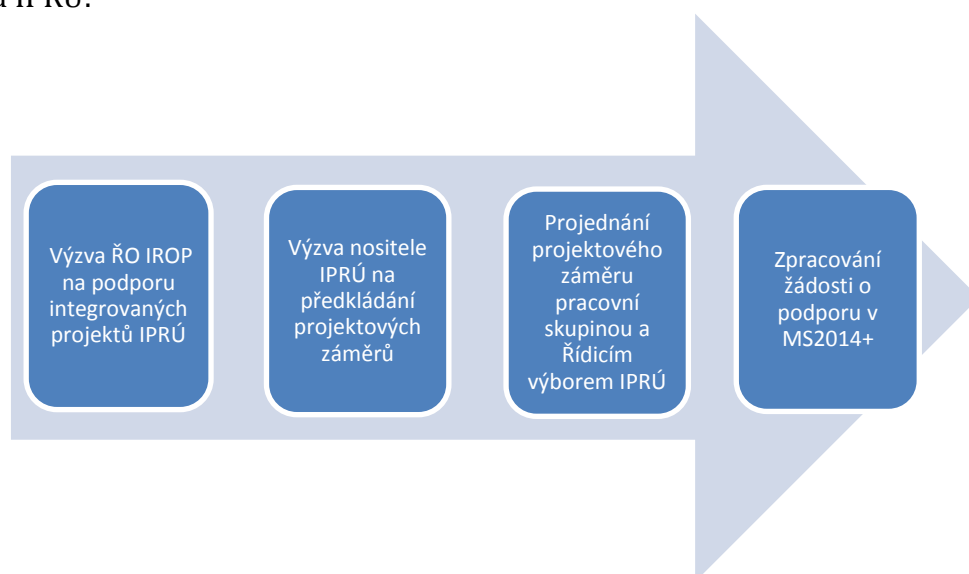 Výzva ŘO IROP
na podporu
integrovaných
projektů IPRÚ
Výzva nositele
IPRÚ na
předkládání
projektových
záměrů
Projednání
projektového
záměru
pracovní
skupinou a
Řídicím
výborem IPRÚ
Zpracování
žádosti o
podporu v
MS2014+